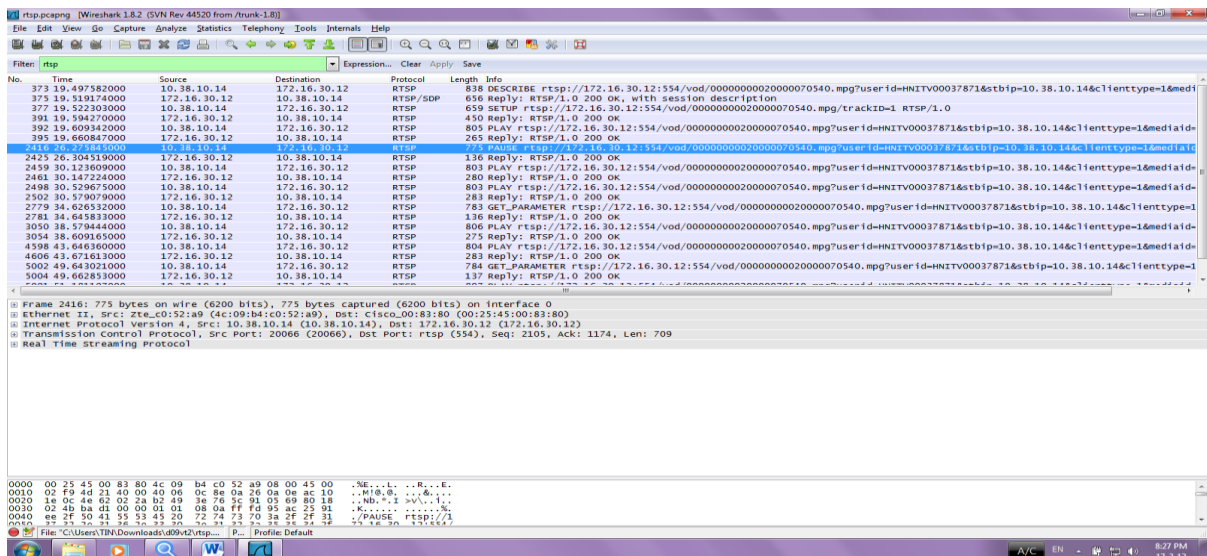 rtsp.pcapng [Wireshark 1.8.2 (SVN Rev 44520 from /trunk-1.8)]
File Edit View Go Capture Analyze Statistics Telephony Tools Internals Help
Filter: rtsp Expression... Clear Apply Save
No. Time Source Destination Protocol Length Info
373 19.497582000 10.38.10.14 172.16.30.12 RTSP 838 DESCRIBE rtsp://172.16.30.12:554/vod/00000000020000070540.mpg?userid=HNITV00037871&stbip=10.38.10.14&clienttype=1&medi
375 19.519174000 172.16.30.12 10.38.10.14 RTSP/SDP 656 Reply: RTSP/1.0 200 OK, with session description
377 19.522303000 10.38.10.14 172.16.30.12 RTSP 659 SETUP rtsp://172.16.30.12:554/vod/00000000020000070540.mpg/trackID=1 RTSP/1.0
391 19.594270000 172.16.30.12 10.38.10.14 RTSP 450 Reply: RTSP/1.0 200 OK
392 19.609342000 10.38.10.14 172.16.30.12 RTSP 805 PLAY rtsp://172.16.30.12:554/vod/00000000020000070540.mpg?userid=HNITV00037871&stbip=10.38.10.14&clienttype=1&mediaid=
395 19.660847000 172.16.30.12 10.38.10.14 RTSP 265 Reply: RTSP/1.0 200 OK
2416 26.275845000 10.38.10.14 172.16.30.12 RTSP 775 PAUSE rtsp://172.16.30.12:554/vod/00000000020000070540.mpg?userid=HNITV00037871&stbip=10.38.10.14&clienttype=1&mediaid
2425 26.304519000 172.16.30.12 10.38.10.14 RTSP 136 Reply: RTSP/1.0 200 OK
2459 30.123609000 10.38.10.14 172.16.30.12 RTSP 803 PLAY rtsp://172.16.30.12:554/vod/00000000020000070540.mpg?userid=HNITV00037871&stbip=10.38.10.14&clienttype=1&mediaid=
2461 30.147224000 172.16.30.12 10.38.10.14 RTSP 280 Reply: RTSP/1.0 200 OK
2498 30.529675000 10.38.10.14 172.16.30.12 RTSP 803 PLAY rtsp://172.16.30.12:554/vod/00000000020000070540.mpg?userid=HNITV00037871&stbip=10.38.10.14&clienttype=1&mediaid=
2502 30.579079000 172.16.30.12 10.38.10.14 RTSP 283 Reply: RTSP/1.0 200 OK
2779 34.626532000 10.38.10.14 172.16.30.12 RTSP 783 GET_PARAMETER rtsp://172.16.30.12:554/vod/00000000020000070540.mpg?userid=HNITV00037871&stbip=10.38.10.14&clienttype=1
2781 34.645833000 172.16.30.12 10.38.10.14 RTSP 136 Reply: RTSP/1.0 200 OK
3050 38.579444000 10.38.10.14 172.16.30.12 RTSP 806 PLAY rtsp://172.16.30.12:554/vod/00000000020000070540.mpg?userid=HNITV00037871&stbip=10.38.10.14&clienttype=1&mediaid=
3054 38.609165000 172.16.30.12 10.38.10.14 RTSP 275 Reply: RTSP/1.0 200 OK
4598 43.646360000 10.38.10.14 172.16.30.12 RTSP 804 PLAY rtsp://172.16.30.12:554/vod/00000000020000070540.mpg?userid=HNITV00037871&stbip=10.38.10.14&clienttype=1&mediaid=
4606 43.671613000 172.16.30.12 10.38.10.14 RTSP 283 Reply: RTSP/1.0 200 OK
5002 49.643021000 10.38.10.14 172.16.30.12 RTSP 784 GET_PARAMETER rtsp://172.16.30.12:554/vod/00000000020000070540.mpg?userid=HNITV00037871&stbip=10.38.10.14&clienttype=1
5004 49.662853000 172.16.30.12 10.38.10.14 RTSP 137 Reply: RTSP/1.0 200 OK
Frame 2416: 775 bytes on wire (6200 bits), 775 bytes captured (6200 bits) on interface 0
Ethernet II, Src: Zte_c0:52:a9 (4c:09:b4:c0:52:a9), Dst: Cisco_00:83:80 (00:25:45:00:83:80)
Internet Protocol Version 4, Src: 10.38.10.14 (10.38.10.14), Dst: 172.16.30.12 (172.16.30.12)
Transmission Control Protocol, Src Port: 20066 (20066), Dst Port: rtsp (554), Seq: 2105, Ack: 1174, Len: 709
Real Time Streaming Protocol
0000 00 25 45 00 83 80 4c 09 b4 c0 52 a9 08 00 45 00 .%E...L. ..R...E.
0010 02 f9 4d 21 40 00 40 06 0c 8e 0a 26 0a 0e ac 10 ..M!@.@. ...&....
0020 1e 0c 4e 62 02 2a b2 49 3e 76 5c 91 05 69 80 18 ..Nb.*.I >v\..i..
0030 02 4b ba d1 00 00 01 01 08 0a ff fd 95 ac 25 91 .K...... ......%.
0040 ee 2f 50 41 55 53 45 20 72 74 73 70 3a 2f 2f 31 ./PAUSE rtsp://1
File: "C:\Users\TIN\Downloads\d09vt2\rtsp.... P... Profile: Default
A/C EN 8:27 PM